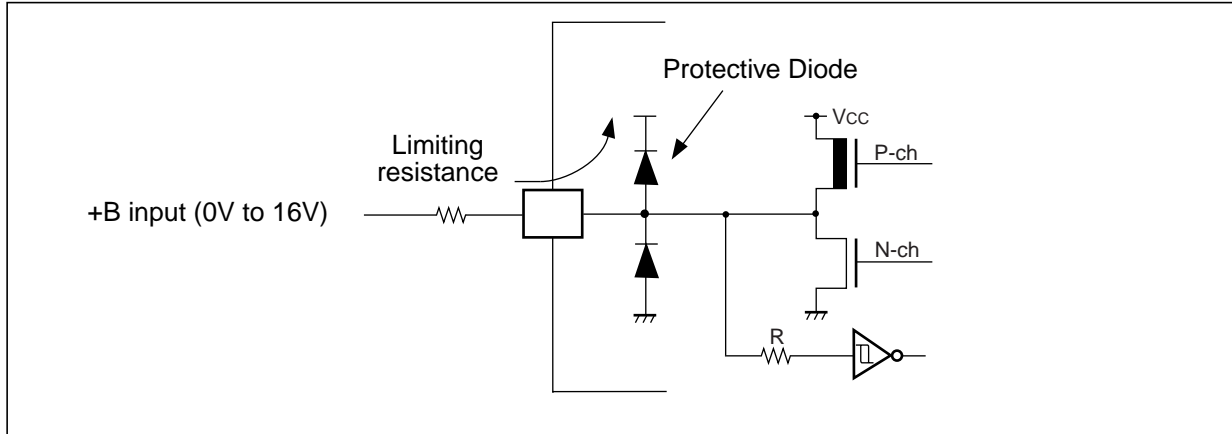 Protective Diode
Limiting
resistance
VCC
P-ch
+B input (0V to 16V)
N-ch
R